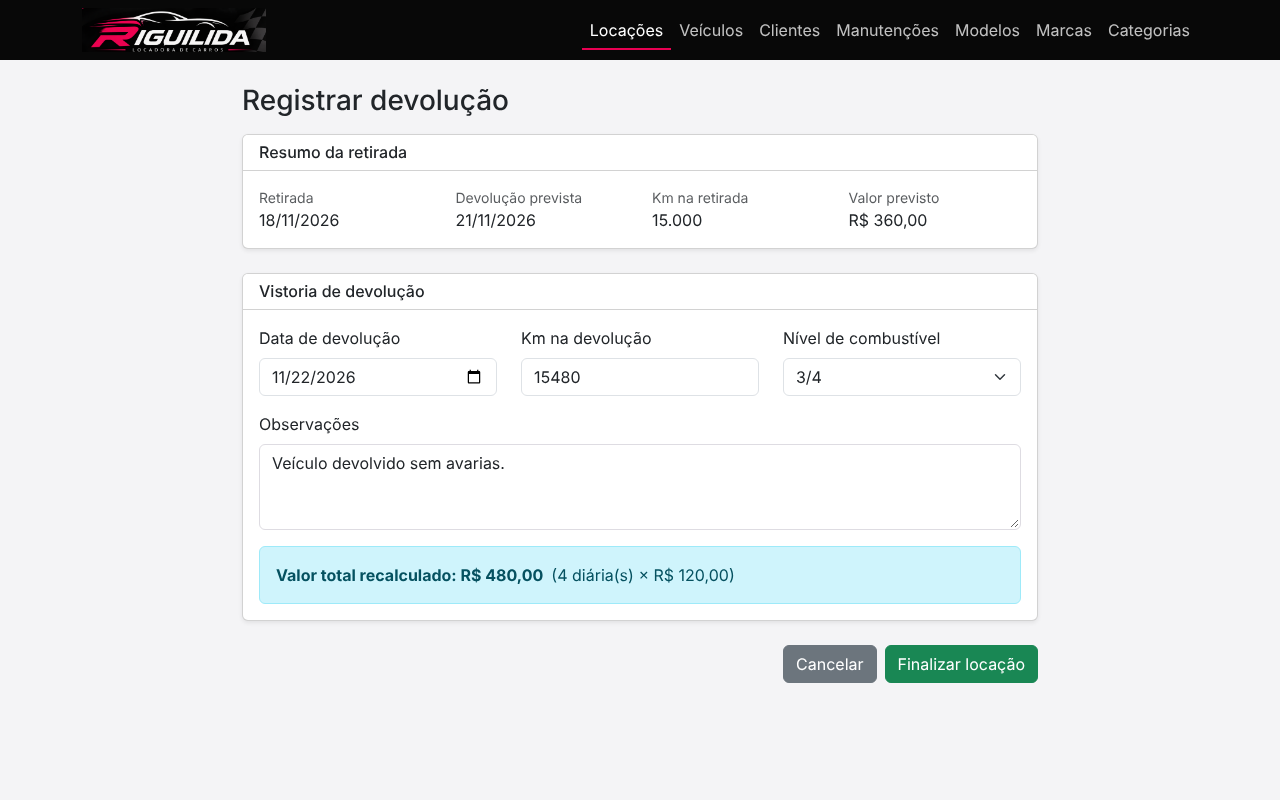 RIGUILIDA
LOCADORA DE CARROS
Locações Veículos Clientes Manutenções Modelos Marcas Categorias
Registrar devolução
Resumo da retirada
Retirada Devolução prevista Km na retirada Valor previsto
18/11/2026 21/11/2026 15.000 R$ 360,00
Vistoria de devolução
Data de devolução Km na devolução Nível de combustível
11/22/2026 15480 3/4
Observações
Veículo devolvido sem avarias.
Valor total recalculado: R$ 480,00 (4 diária(s) × R$ 120,00)
Cancelar Finalizar locação